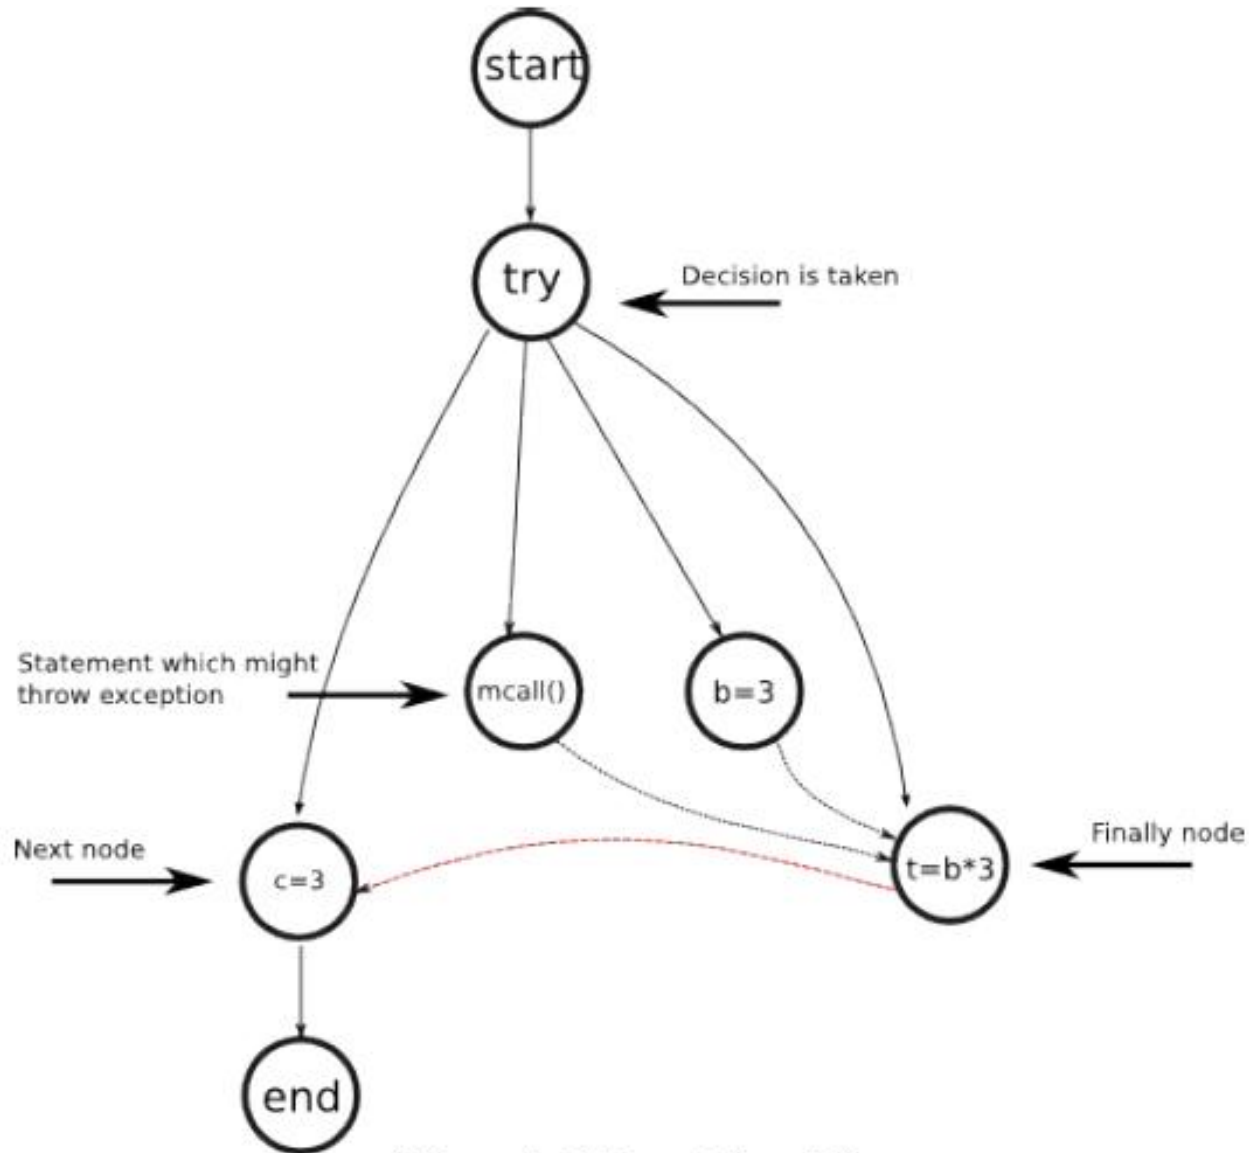 start
try
Decision is taken
Statement which might
throw exception
mcall()
b=3
Next node
c=3
t=b*3
Finally node
end